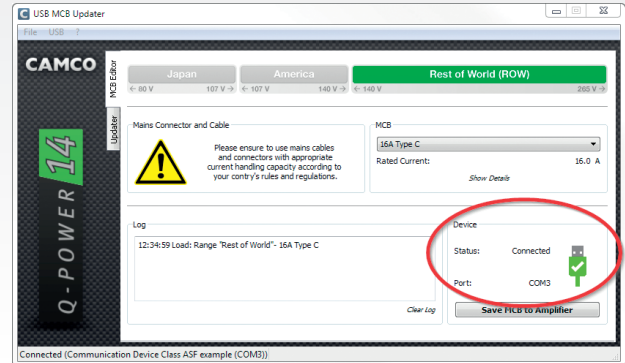 USB MCB Updater
File USB ?
CAMCO
Q-POWER 14
MCB Editor
Updater
Japan America Rest of World (ROW)
← 80 V 107 V → ← 107 V 140 V → ← 140 V 265 V →
Mains Connector and Cable
Please ensure to use mains cables
and connectors with appropriate
current handling capacity according to
your contry's rules and regulations.
MCB
16A Type C
Rated Current: 16.0 A
Show Details
Log
12:34:59 Load: Range "Rest of World"- 16A Type C
Clear Log
Device
Status: Connected
Port: COM3
Save MCB to Amplifier
Connected (Communication Device Class ASF example (COM3))